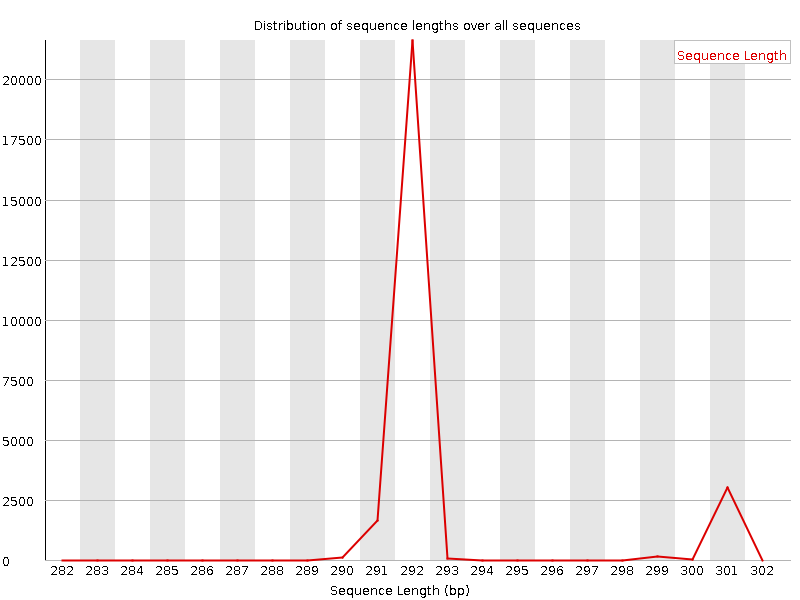 Distribution of sequence lengths over all sequences
Sequence Length
20000
17500
15000
12500
10000
7500
5000
2500
0
282 283 284 285 286 287 288 289 290 291 292 293 294 295 296 297 298 299 300 301 302
Sequence Length (bp)